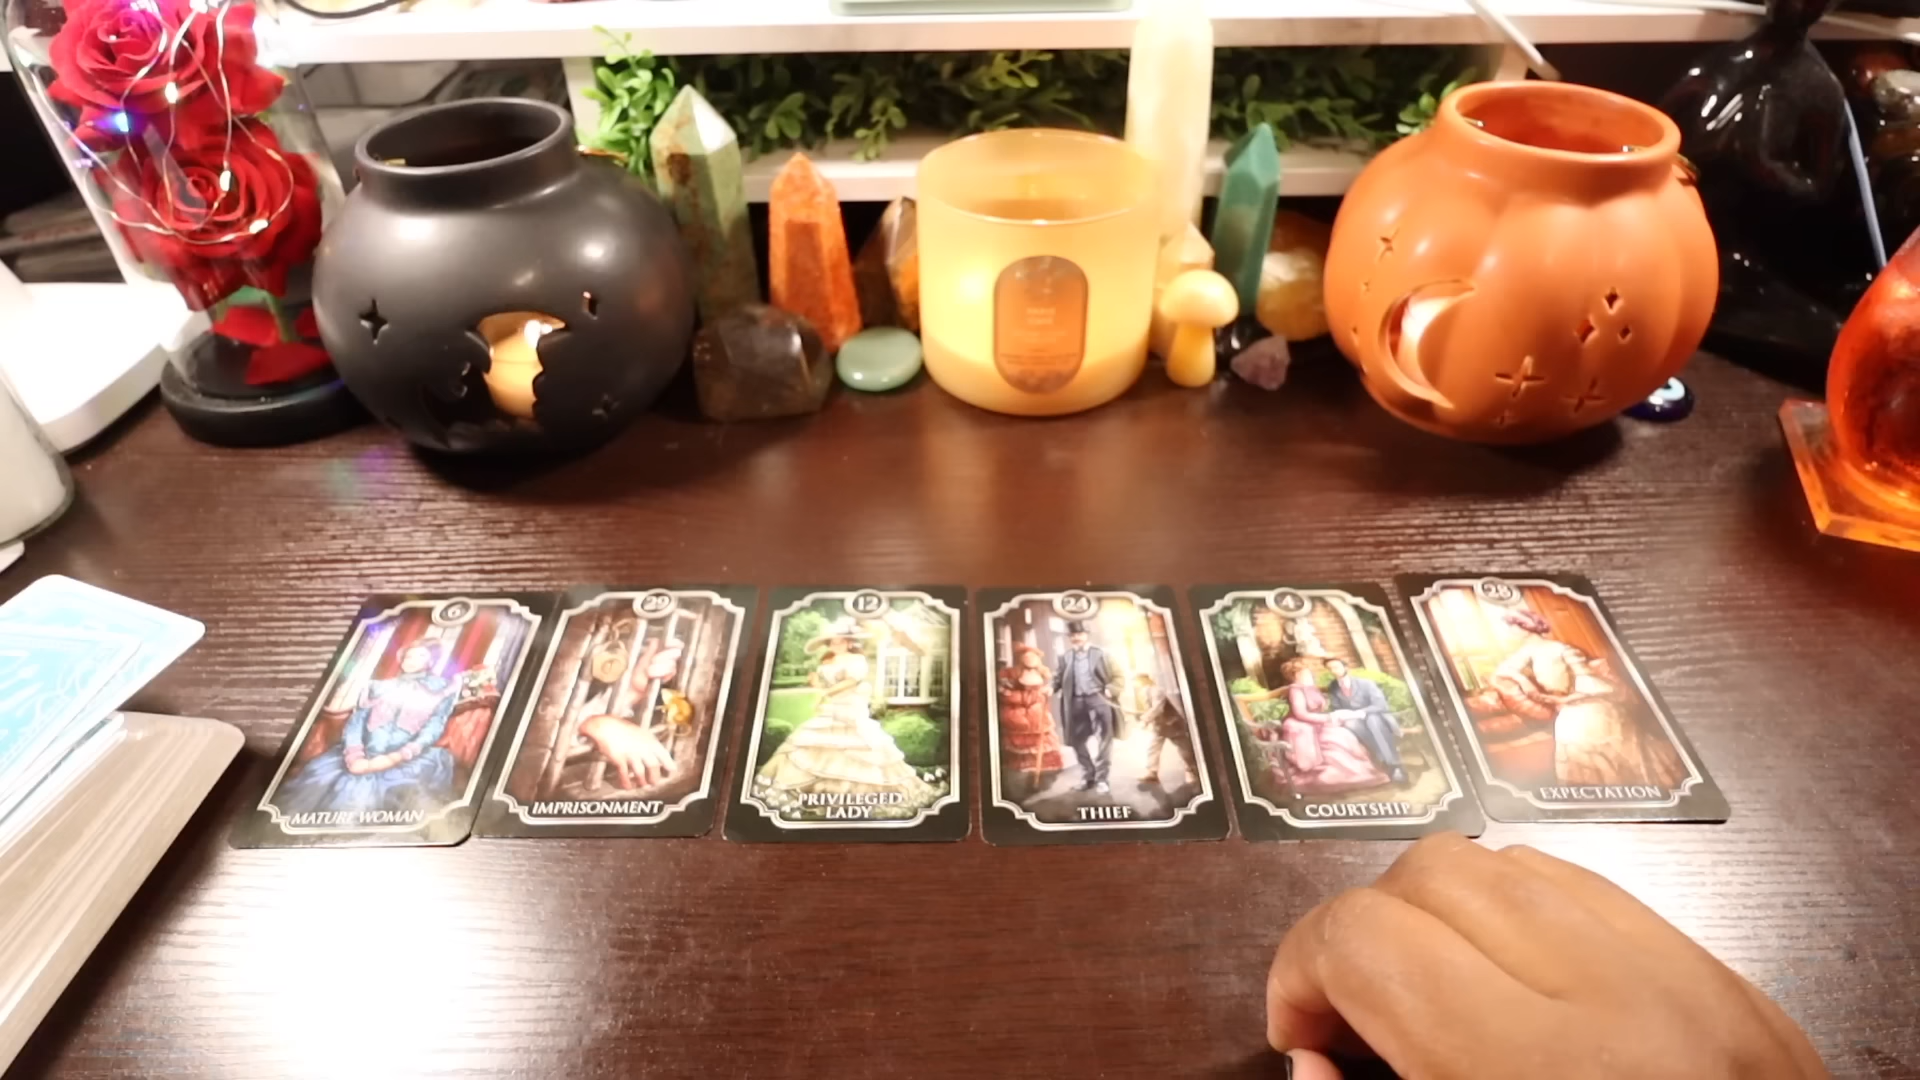 6
MATURE WOMAN
29
IMPRISONMENT
12
PRIVILEGED
LADY
24
THIEF
4
COURTSHIP
28
EXPECTATION